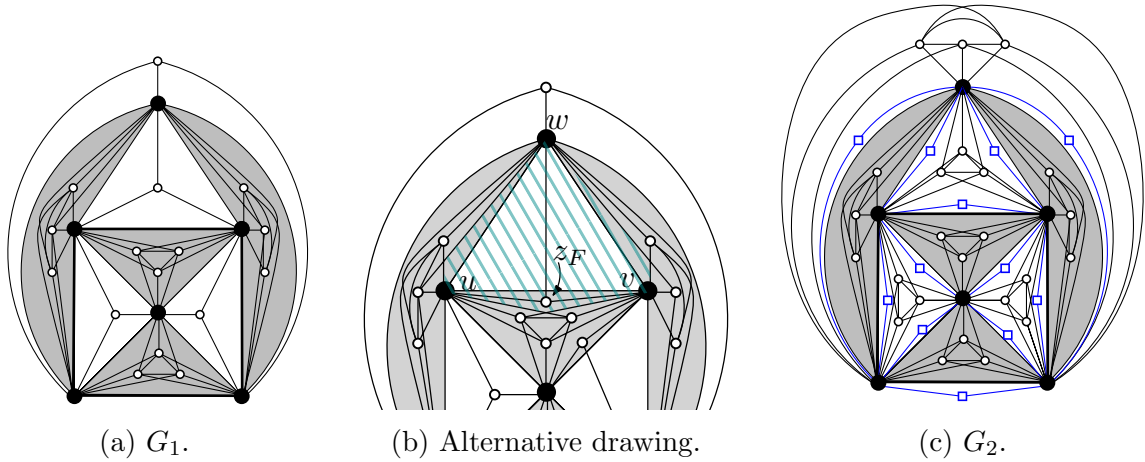 w
z_F
u
v
(a) G_1.
(b) Alternative drawing.
(c) G_2.